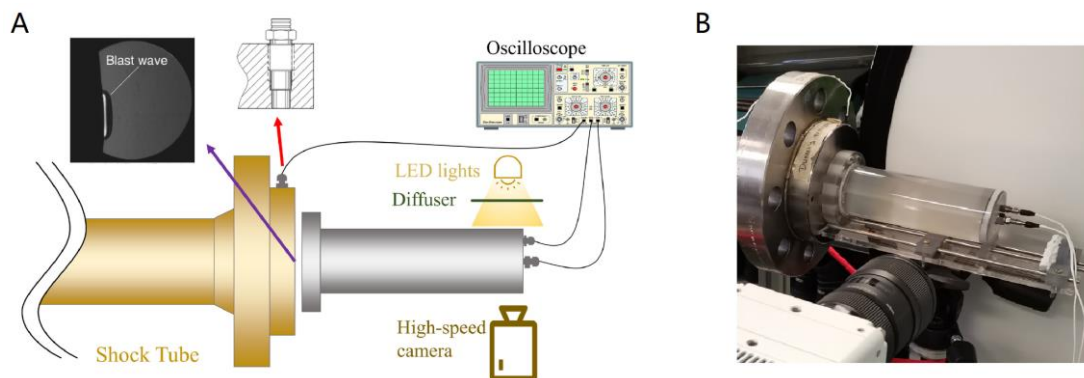 A
B
Blast wave
Oscilloscope
LED lights
Diffuser
High-speed
camera
Shock Tube